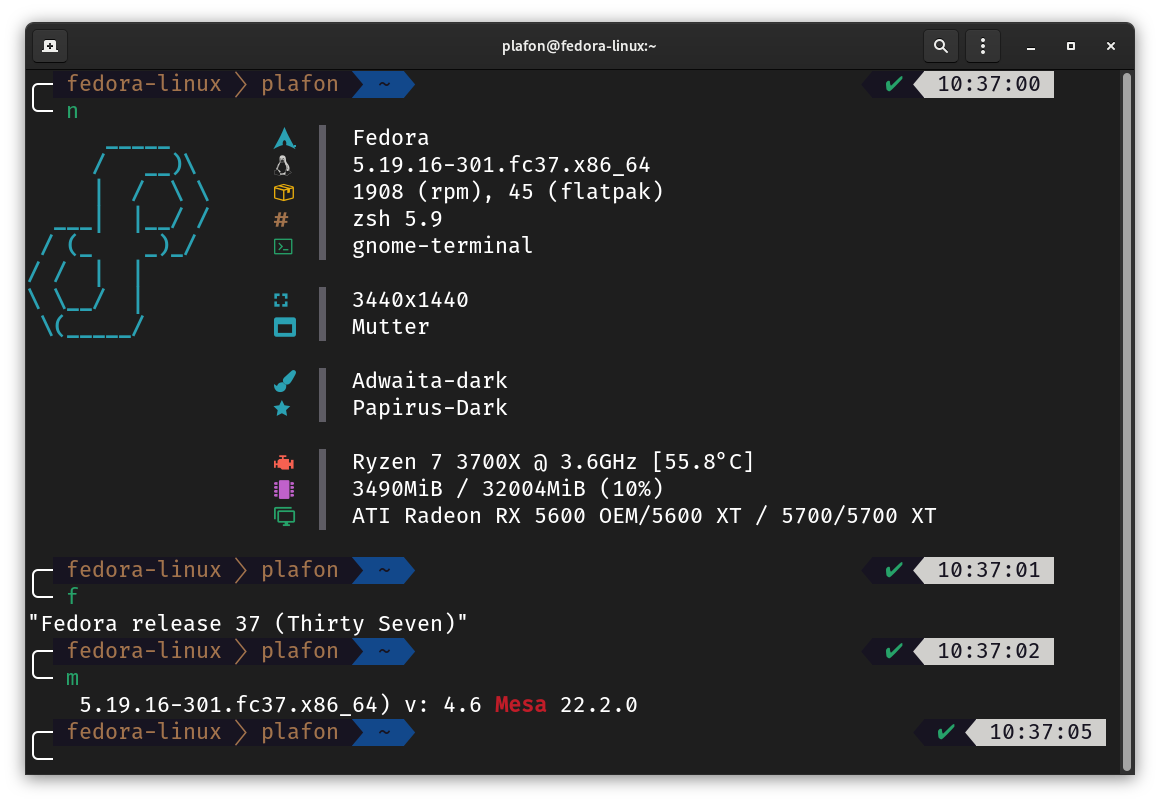 plafon@fedora-linux:~
fedora-linux plafon ~ ✔ 10:37:00
n
Fedora
5.19.16-301.fc37.x86_64
1908 (rpm), 45 (flatpak)
# zsh 5.9
gnome-terminal
3440x1440
Mutter
Adwaita-dark
Papirus-Dark
Ryzen 7 3700X @ 3.6GHz [55.8°C]
3490MiB / 32004MiB (10%)
ATI Radeon RX 5600 OEM/5600 XT / 5700/5700 XT
fedora-linux plafon ~ ✔ 10:37:01
f
"Fedora release 37 (Thirty Seven)"
fedora-linux plafon ~ ✔ 10:37:02
m
5.19.16-301.fc37.x86_64) v: 4.6 Mesa 22.2.0
fedora-linux plafon ~ ✔ 10:37:05